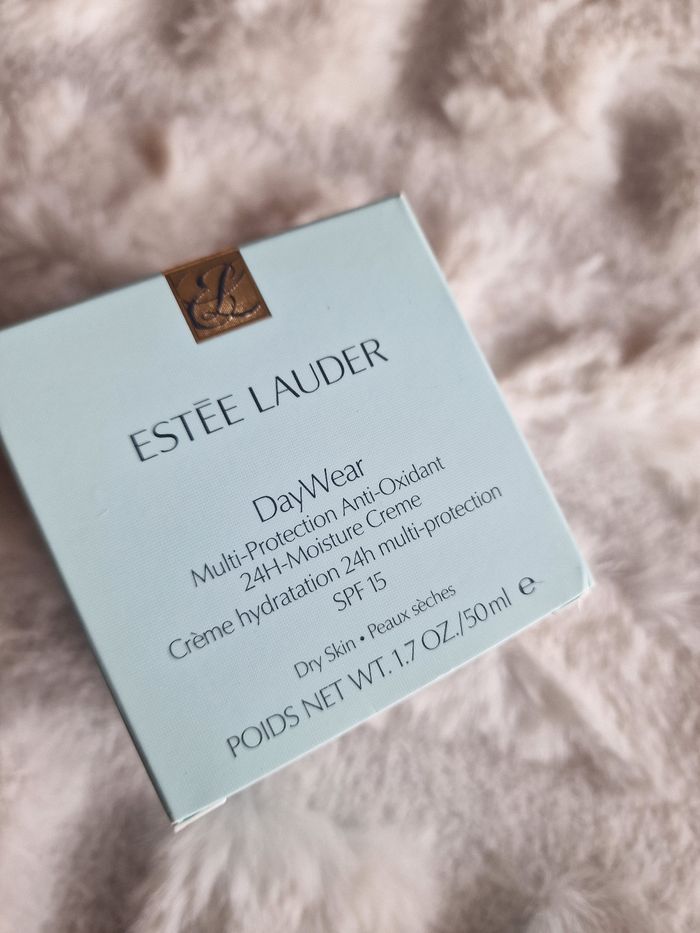 ESTĒE LAUDER
DayWear
Multi-Protection Anti-Oxidant
24H-Moisture Creme
Crème hydratation 24h multi-protection
SPF 15
Dry Skin • Peaux sèches
POIDS NET WT. 1.7 OZ./50 ml ℮